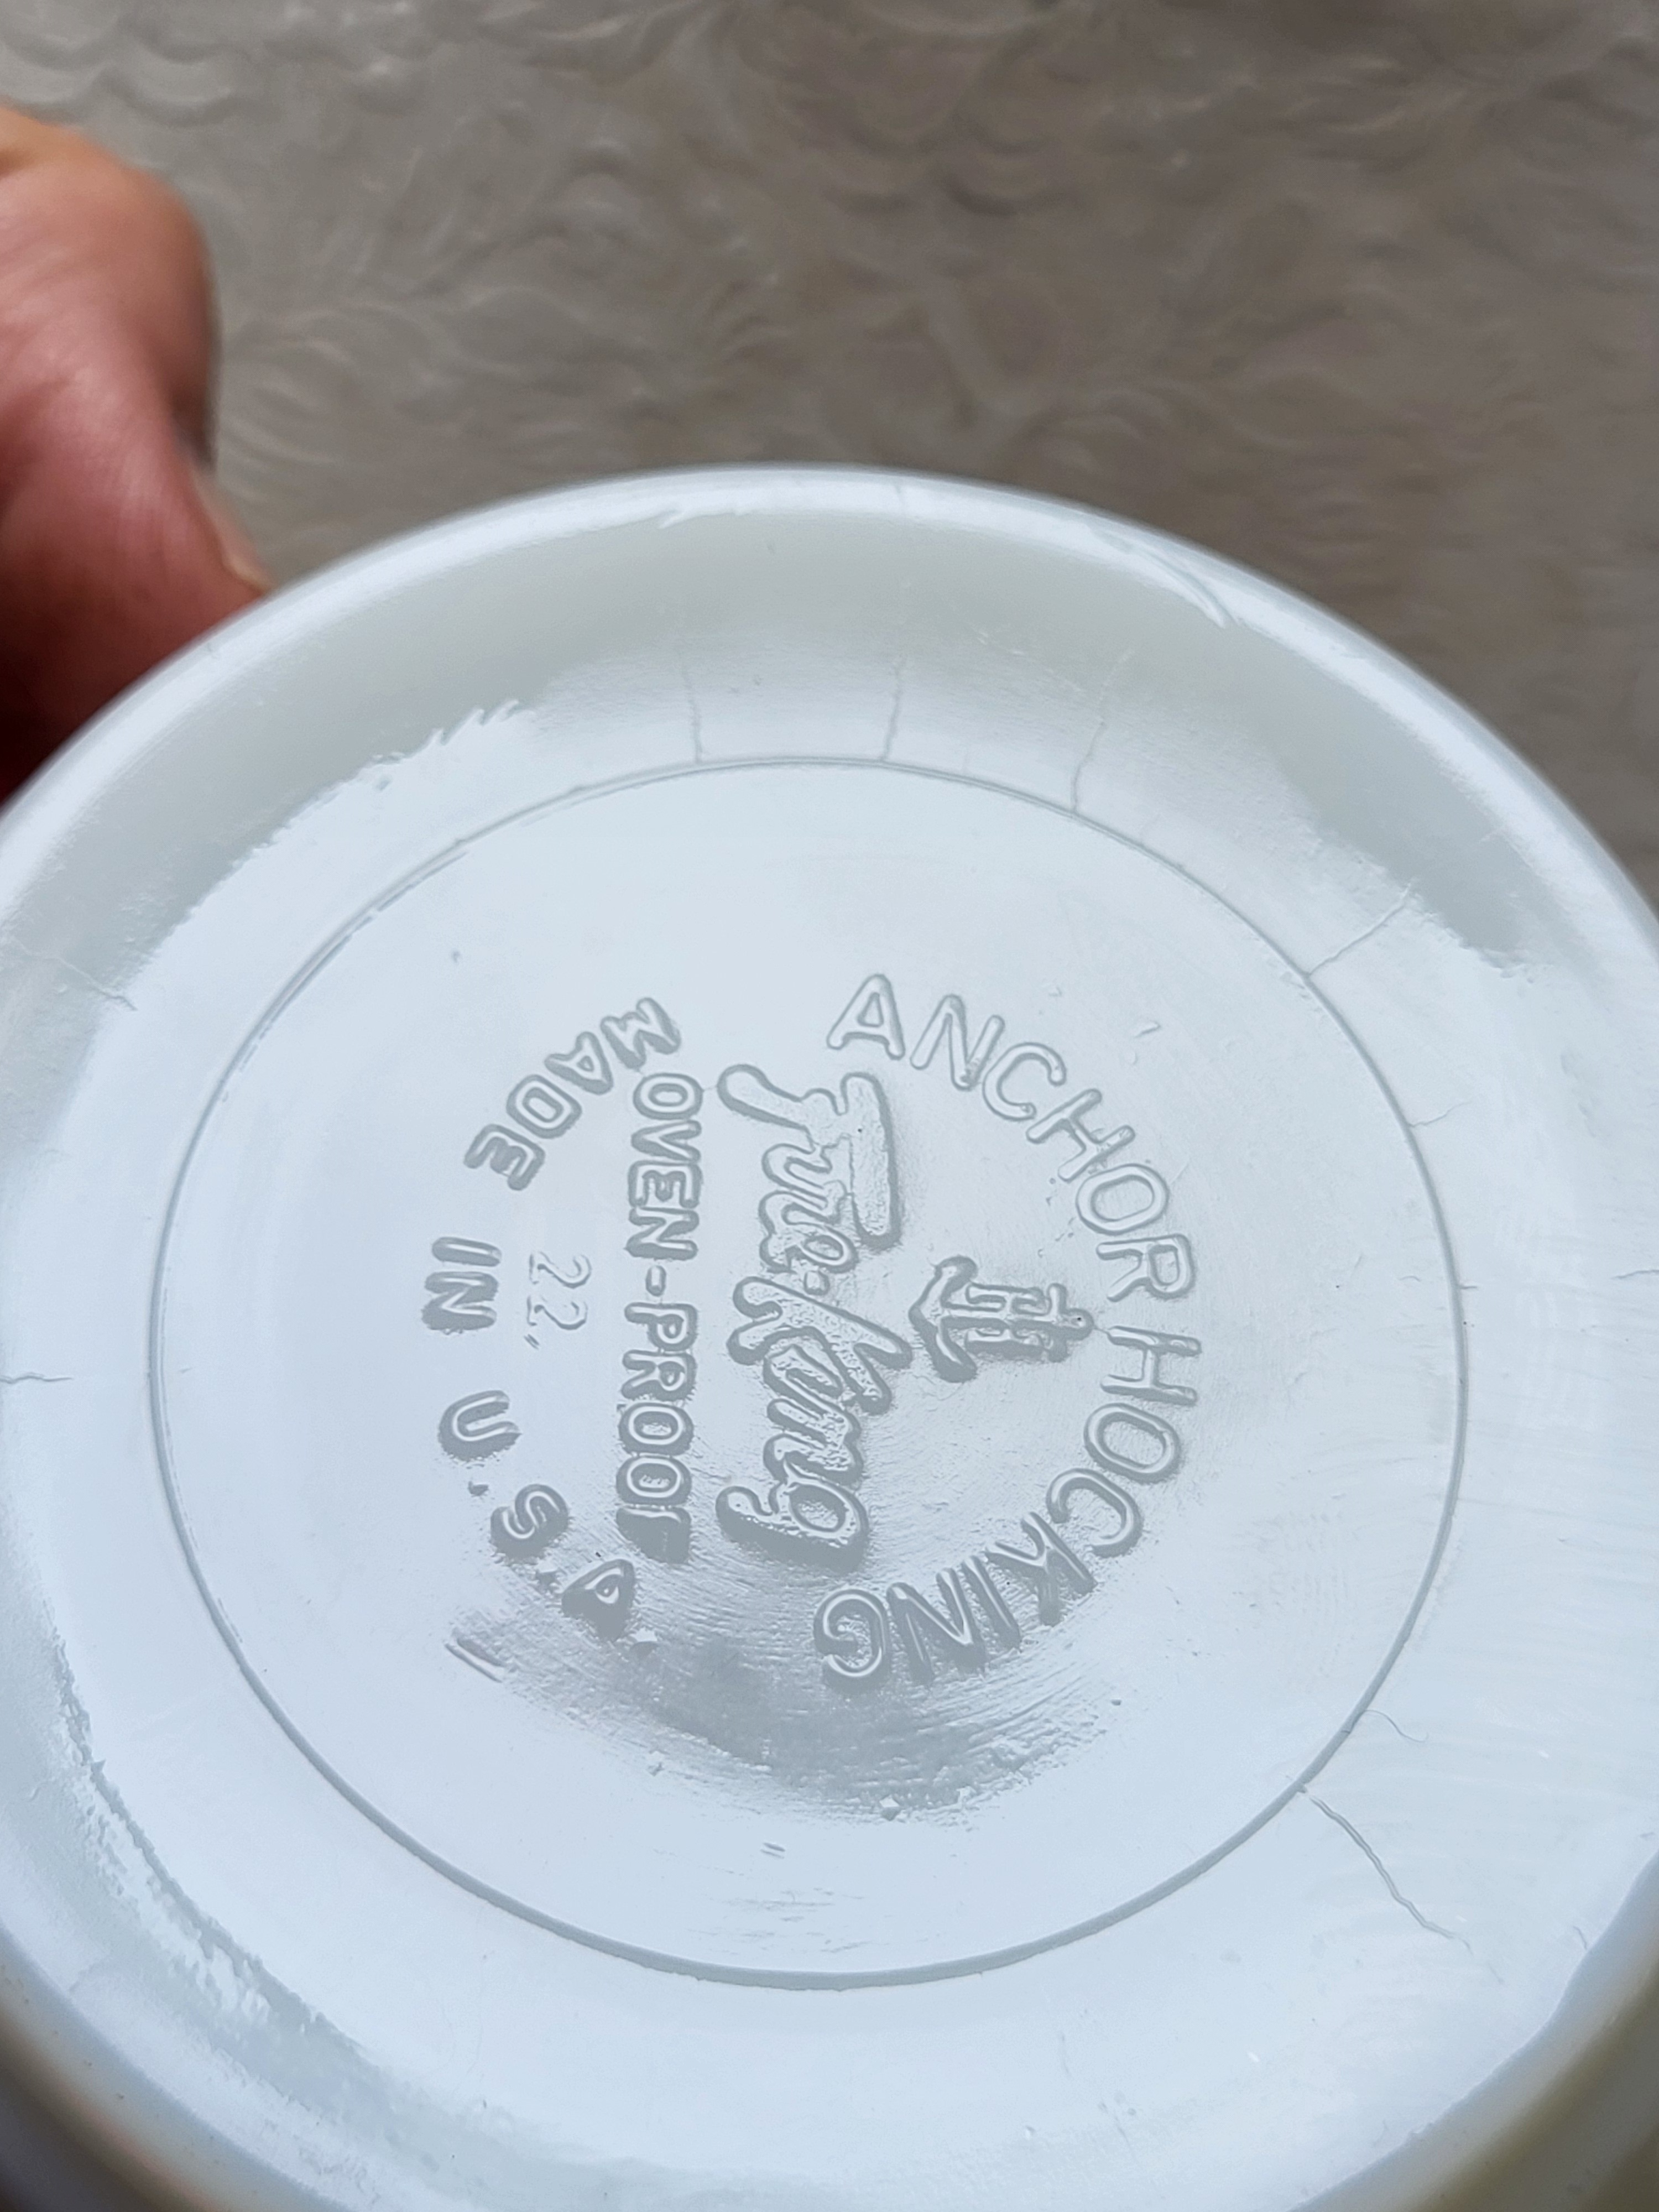 ANCHOR HOCKING
H
Fire-King
OVEN-PROOF
22
MADE IN U.S.A